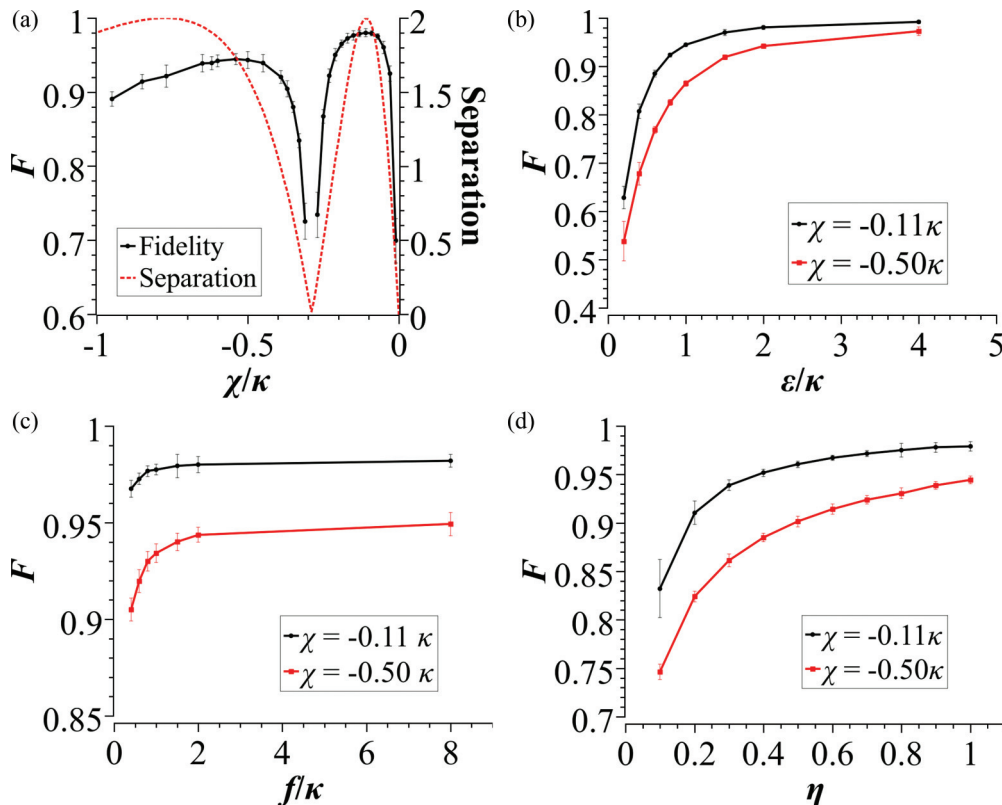 (a)
1
0.9
0.8
0.7
0.6
F
2
1.5
1
0.5
0
Separation
Fidelity
Separation
-1
-0.5
0
χ/κ
(b)
1
0.9
0.8
0.7
0.6
0.5
0.4
F
χ = -0.11κ
χ = -0.50κ
0
1
2
3
4
5
ε/κ
(c)
1
0.95
0.9
0.85
F
χ = -0.11 κ
χ = -0.50 κ
0
2
4
6
8
f/κ
(d)
1
0.95
0.9
0.85
0.8
0.75
0.7
F
χ = -0.11κ
χ = -0.50κ
0
0.2
0.4
0.6
0.8
1
η